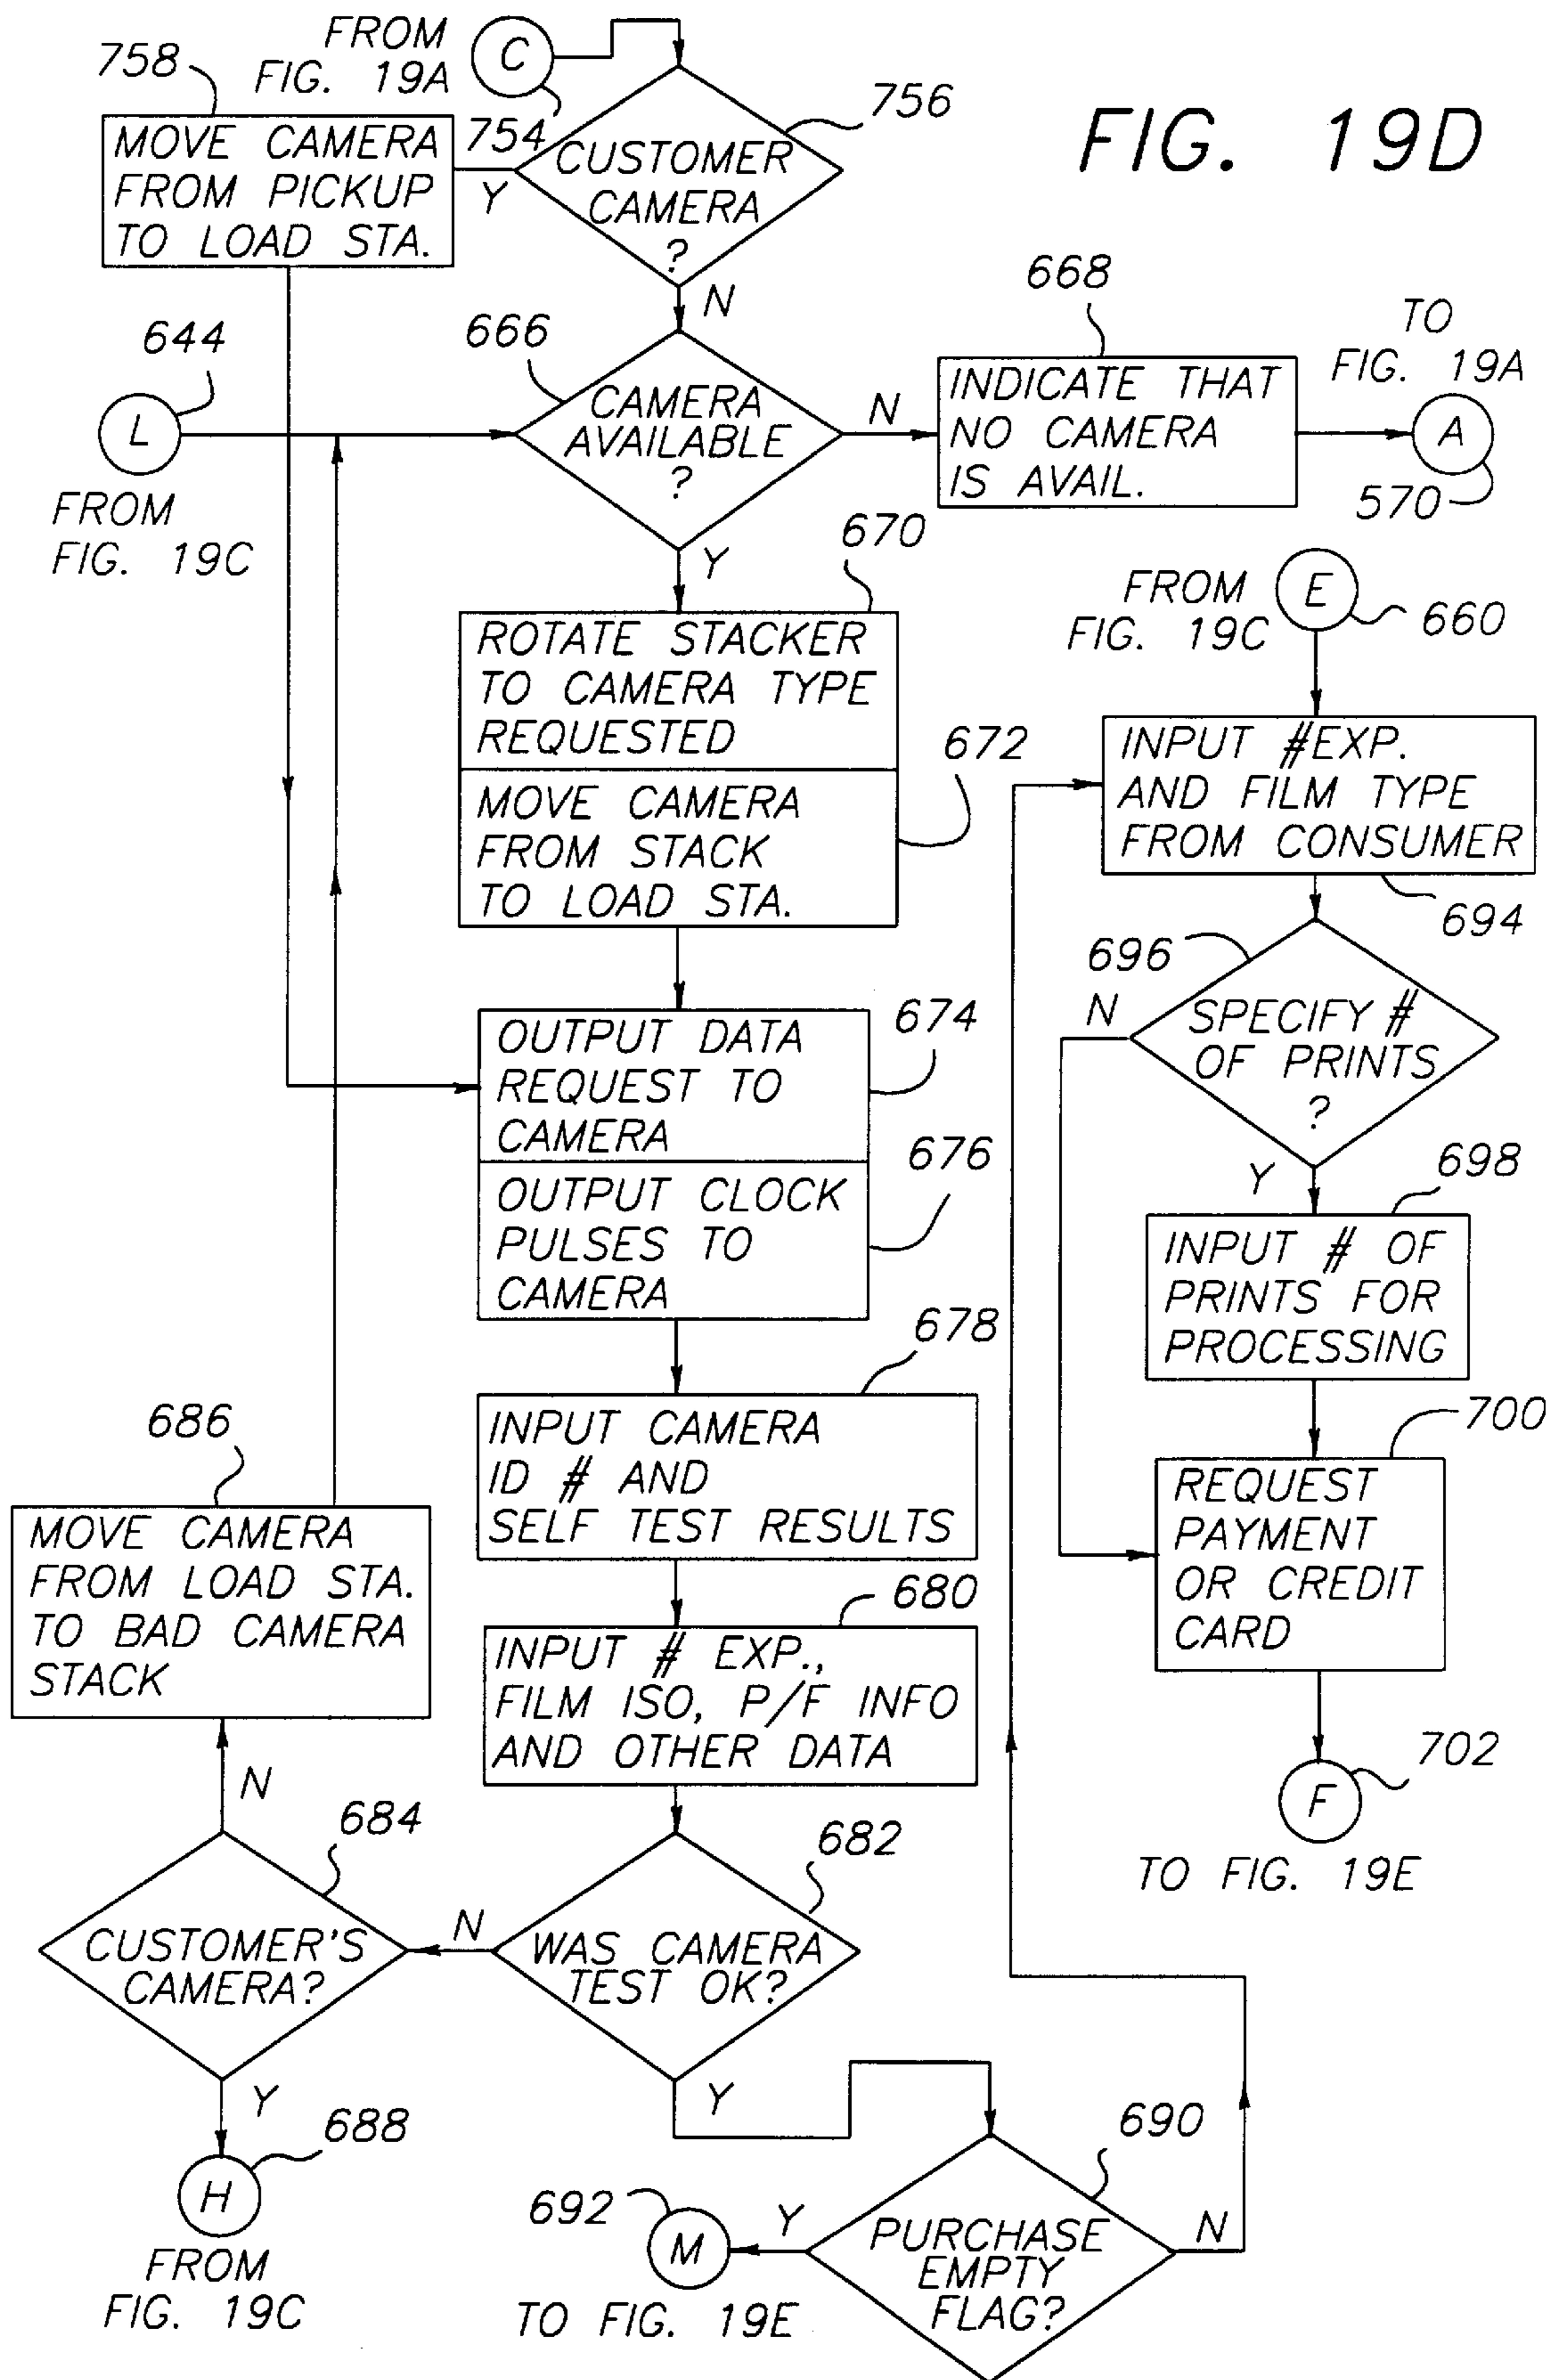 FIG. 19D
FROM
FIG. 19A
C
754
758
MOVE CAMERA
FROM PICKUP
TO LOAD STA.
756
CUSTOMER
CAMERA
?
Y
N
644
L
FROM
FIG. 19C
666
CAMERA
AVAILABLE
?
N
Y
668
INDICATE THAT
NO CAMERA
IS AVAIL.
TO
FIG. 19A
A
570
670
ROTATE STACKER
TO CAMERA TYPE
REQUESTED
672
MOVE CAMERA
FROM STACK
TO LOAD STA.
674
OUTPUT DATA
REQUEST TO
CAMERA
676
OUTPUT CLOCK
PULSES TO
CAMERA
678
INPUT CAMERA
ID # AND
SELF TEST RESULTS
680
INPUT # EXP.,
FILM ISO, P/F INFO
AND OTHER DATA
682
WAS CAMERA
TEST OK?
N
Y
684
CUSTOMER'S
CAMERA?
N
Y
686
MOVE CAMERA
FROM LOAD STA.
TO BAD CAMERA
STACK
688
H
FROM
FIG. 19C
690
PURCHASE
EMPTY
FLAG?
Y
N
692
M
TO FIG. 19E
FROM
FIG. 19C
E
660
INPUT #EXP.
AND FILM TYPE
FROM CONSUMER
694
696
SPECIFY #
OF PRINTS
?
N
Y
698
INPUT # OF
PRINTS FOR
PROCESSING
700
REQUEST
PAYMENT
OR CREDIT
CARD
702
F
TO FIG. 19E